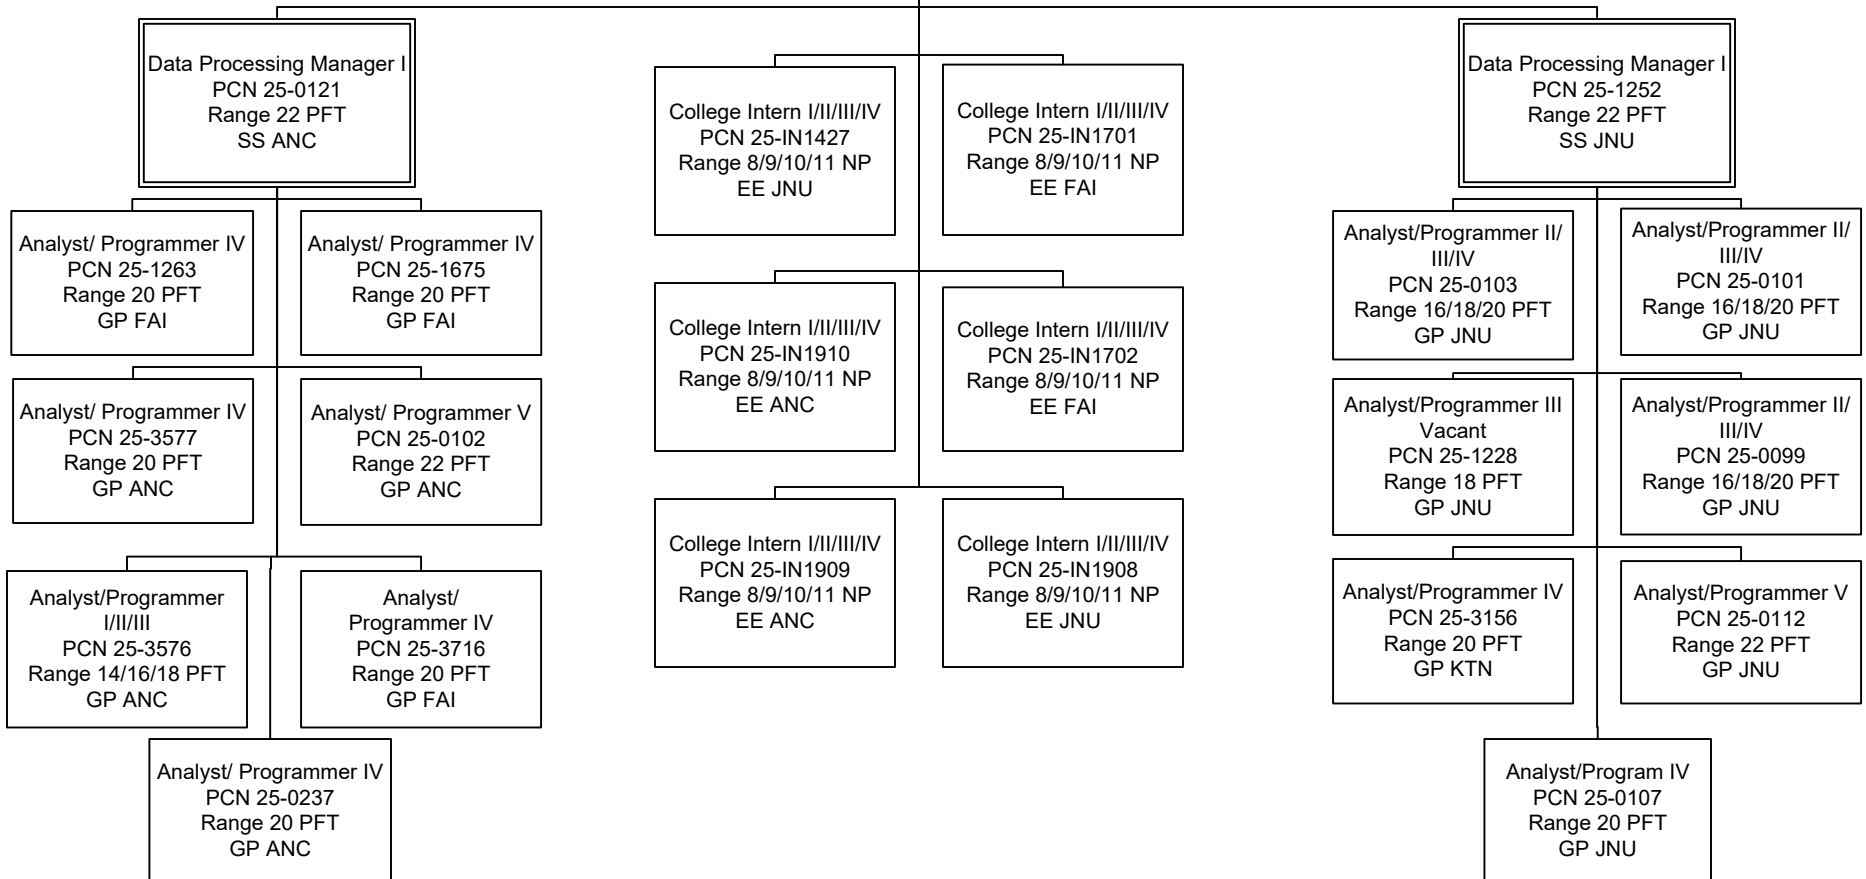 Data Processing Manager I
PCN 25-0121
Range 22 PFT
SS ANC
Analyst/ Programmer IV
PCN 25-1263
Range 20 PFT
GP FAI
Analyst/ Programmer IV
PCN 25-1675
Range 20 PFT
GP FAI
Analyst/ Programmer IV
PCN 25-3577
Range 20 PFT
GP ANC
Analyst/ Programmer V
PCN 25-0102
Range 22 PFT
GP ANC
Analyst/Programmer
I/II/III
PCN 25-3576
Range 14/16/18 PFT
GP ANC
Analyst/
Programmer IV
PCN 25-3716
Range 20 PFT
GP FAI
Analyst/ Programmer IV
PCN 25-0237
Range 20 PFT
GP ANC
College Intern I/II/III/IV
PCN 25-IN1427
Range 8/9/10/11 NP
EE JNU
College Intern I/II/III/IV
PCN 25-IN1701
Range 8/9/10/11 NP
EE FAI
College Intern I/II/III/IV
PCN 25-IN1910
Range 8/9/10/11 NP
EE ANC
College Intern I/II/III/IV
PCN 25-IN1702
Range 8/9/10/11 NP
EE FAI
College Intern I/II/III/IV
PCN 25-IN1909
Range 8/9/10/11 NP
EE ANC
College Intern I/II/III/IV
PCN 25-IN1908
Range 8/9/10/11 NP
EE JNU
Data Processing Manager I
PCN 25-1252
Range 22 PFT
SS JNU
Analyst/Programmer II/
III/IV
PCN 25-0103
Range 16/18/20 PFT
GP JNU
Analyst/Programmer II/
III/IV
PCN 25-0101
Range 16/18/20 PFT
GP JNU
Analyst/Programmer III
Vacant
PCN 25-1228
Range 18 PFT
GP JNU
Analyst/Programmer II/
III/IV
PCN 25-0099
Range 16/18/20 PFT
GP JNU
Analyst/Programmer IV
PCN 25-3156
Range 20 PFT
GP KTN
Analyst/Programmer V
PCN 25-0112
Range 22 PFT
GP JNU
Analyst/Program IV
PCN 25-0107
Range 20 PFT
GP JNU